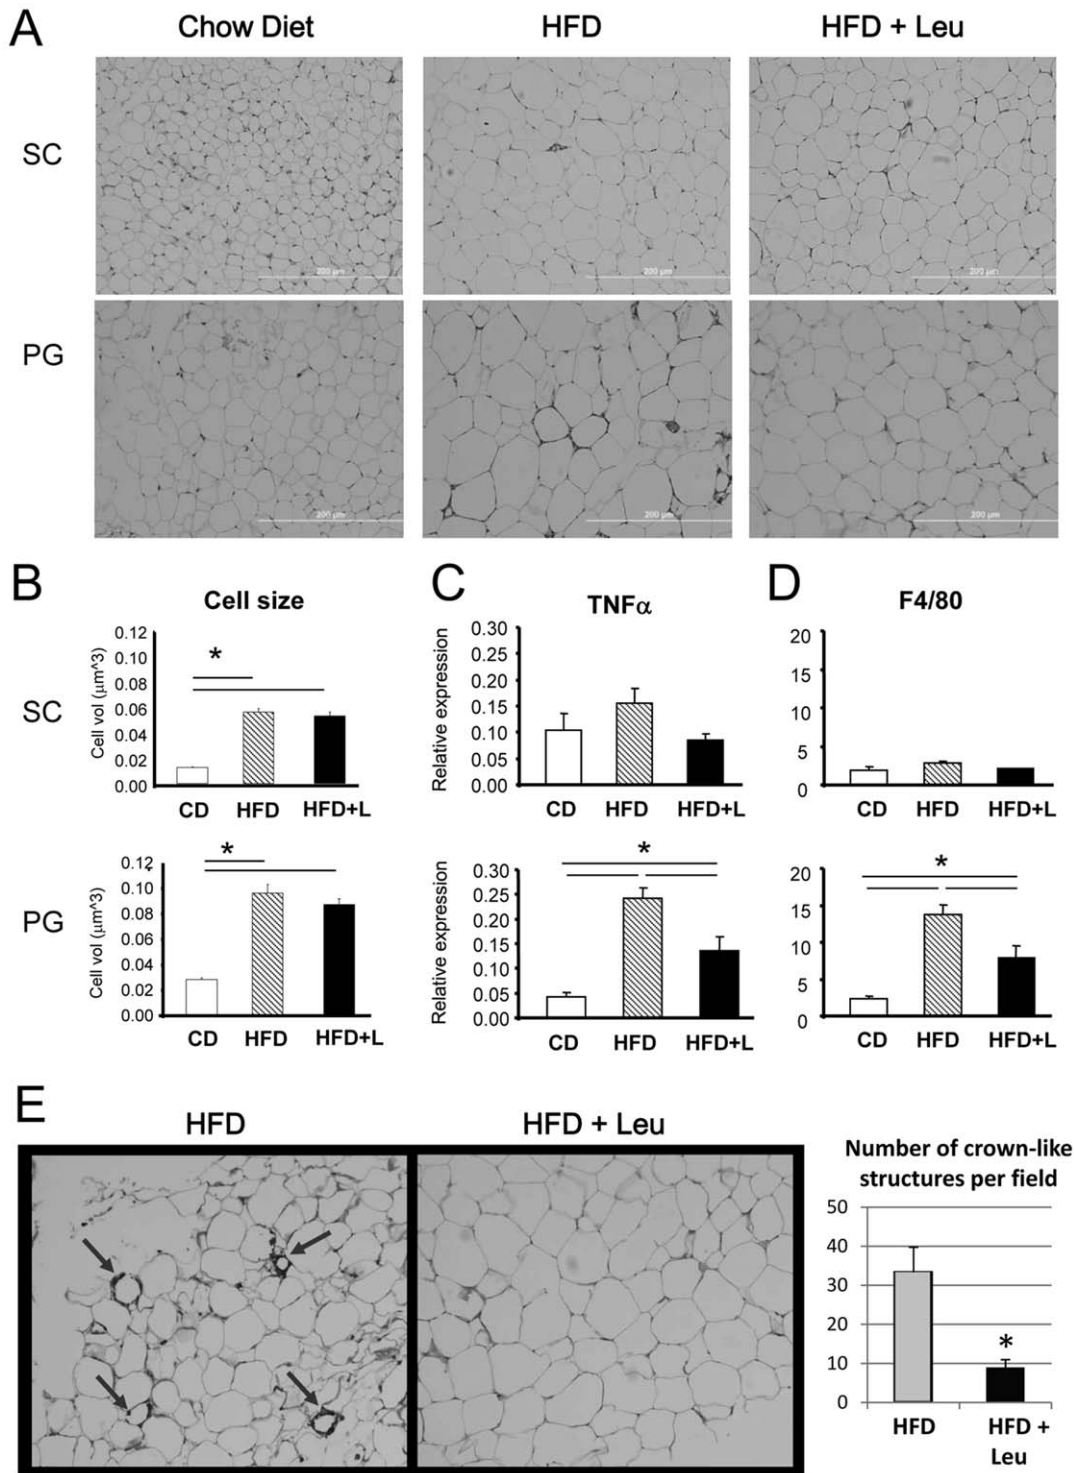 A
Chow Diet
HFD
HFD + Leu
SC
200 µm
200 µm
200 µm
PG
200 µm
200 µm
200 µm
B
Cell size
SC
Cell vol (µm^3)
0.12
0.10
0.08
0.06
0.04
0.02
0.00
*
CD HFD HFD+L
PG
Cell vol (µm^3)
0.12
0.10
0.08
0.06
0.04
0.02
0.00
*
CD HFD HFD+L
C
TNFα
Relative expression
0.30
0.25
0.20
0.15
0.10
0.05
0.00
CD HFD HFD+L
Relative expression
0.30
0.25
0.20
0.15
0.10
0.05
0.00
*
CD HFD HFD+L
D
F4/80
20
15
10
5
0
CD HFD HFD+L
20
15
10
5
0
*
CD HFD HFD+L
E
HFD
HFD + Leu
Number of crown-like
structures per field
50
40
30
20
10
0
*
HFD
HFD +
Leu